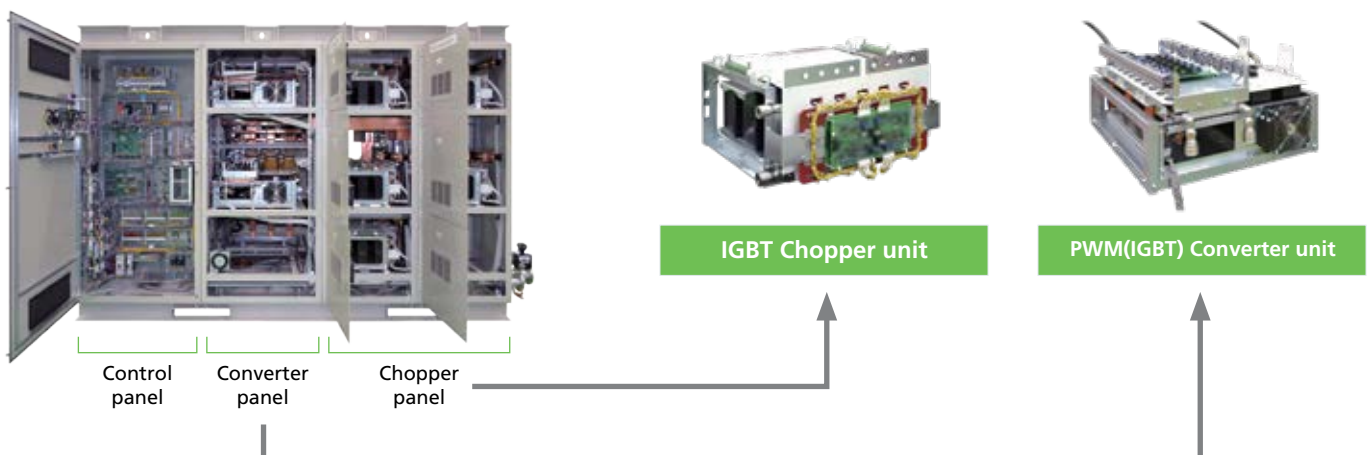 IGBT Chopper unit
PWM(IGBT) Converter unit
Control
panel
Converter
panel
Chopper
panel